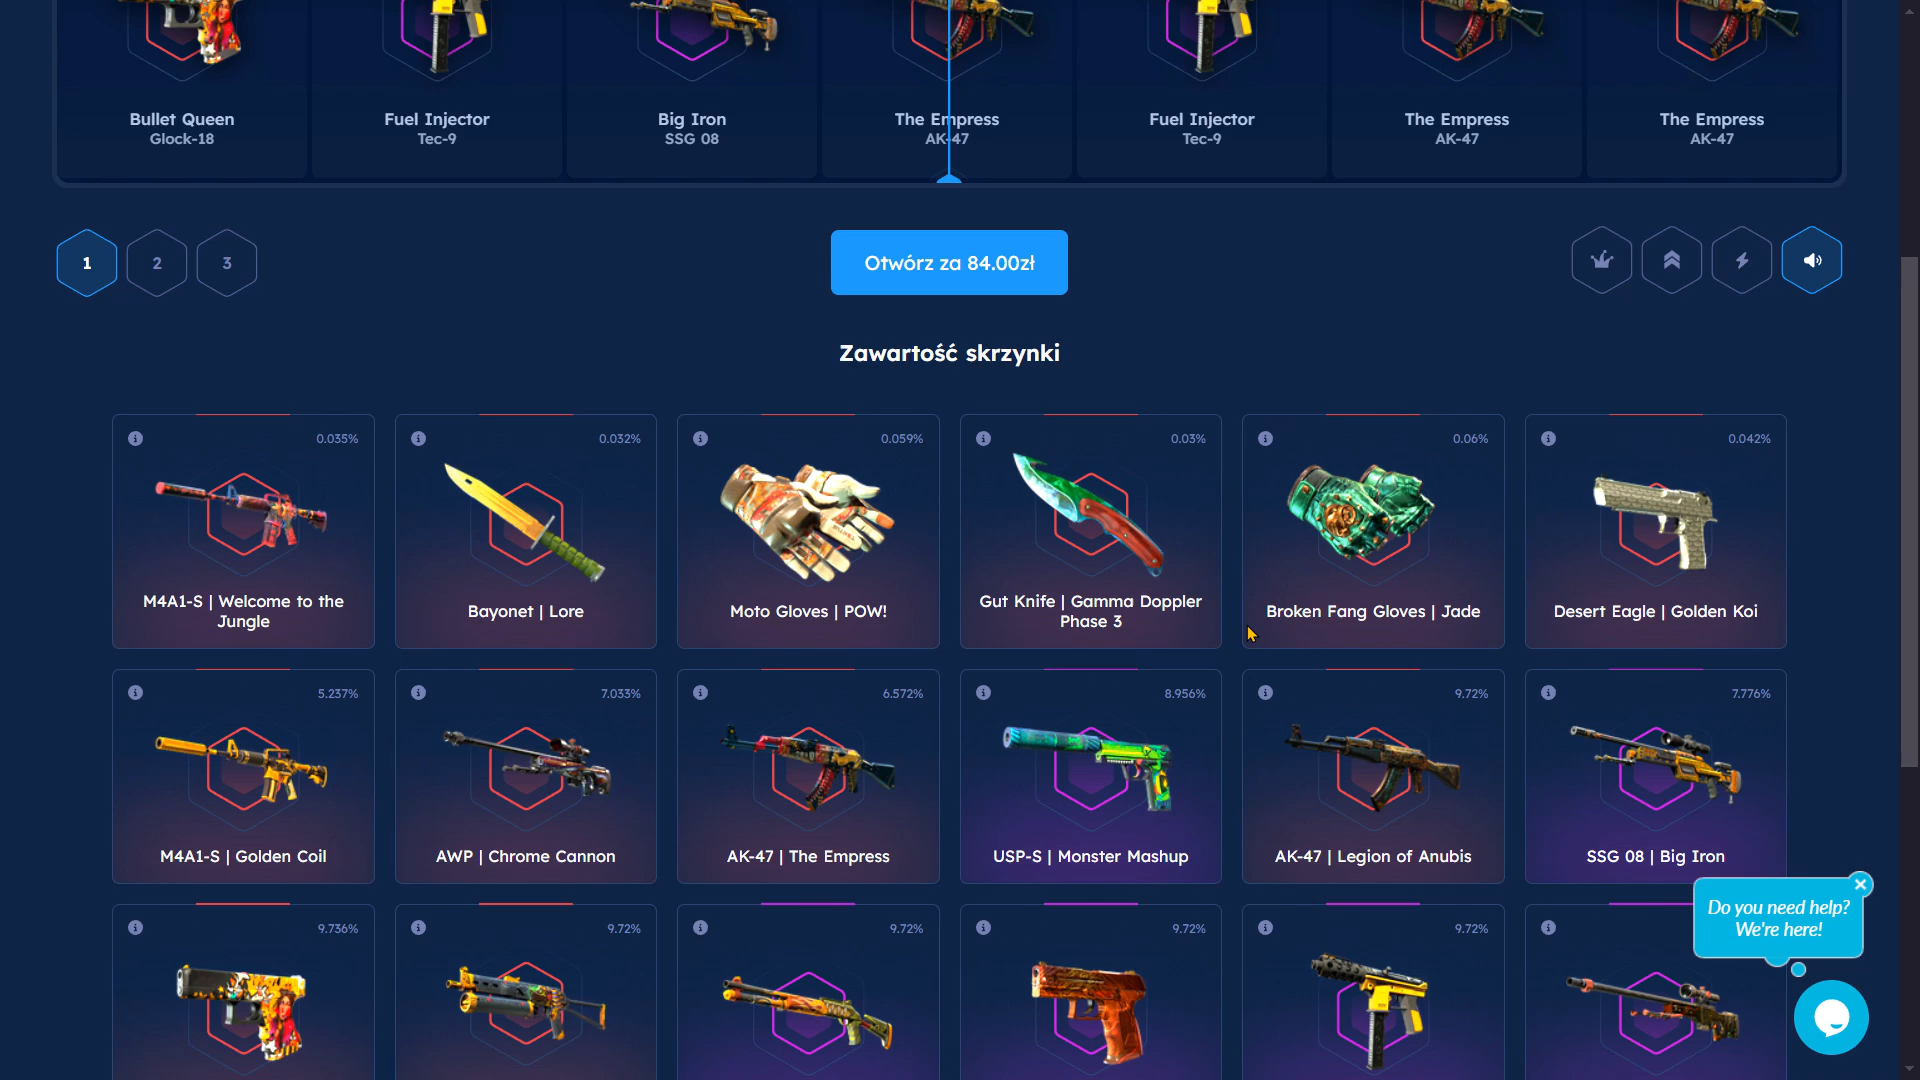 Bullet Queen
Glock-18
Fuel Injector
Tec-9
Big Iron
SSG 08
The Empress
AK-47
Fuel Injector
Tec-9
The Empress
AK-47
The Empress
AK-47
1
2
3
Otwórz za 84.00zł
Zawartość skrzynki
0.035%
M4A1-S | Welcome to the
Jungle
0.032%
Bayonet | Lore
0.059%
Moto Gloves | POW!
0.03%
Gut Knife | Gamma Doppler
Phase 3
0.06%
Broken Fang Gloves | Jade
0.042%
Desert Eagle | Golden Koi
5.237%
M4A1-S | Golden Coil
7.033%
AWP | Chrome Cannon
6.572%
AK-47 | The Empress
8.956%
USP-S | Monster Mashup
9.72%
AK-47 | Legion of Anubis
7.776%
SSG 08 | Big Iron
9.736%
9.72%
9.72%
9.72%
9.72%
Do you need help?
We're here!